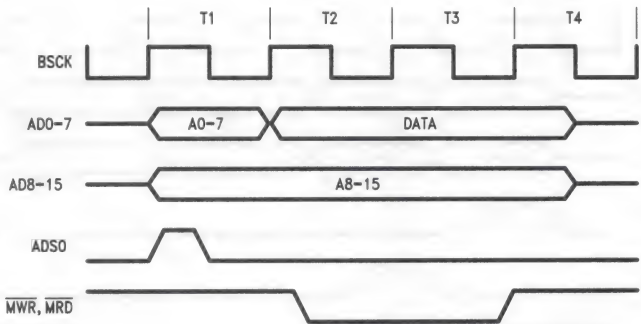 T1 T2 T3 T4
BSCK
AD0-7 A0-7 DATA
AD8-15 A8-15
ADS0
MWR, MRD